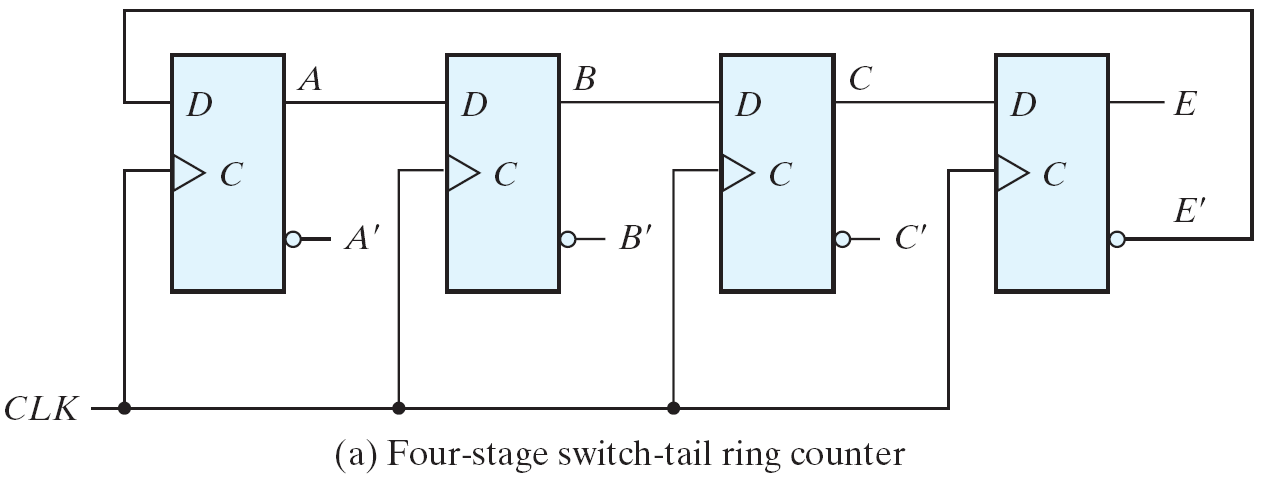 A B C
D D D D E
C C C C
E′
A′ B′ C′
CLK
(a) Four-stage switch-tail ring counter